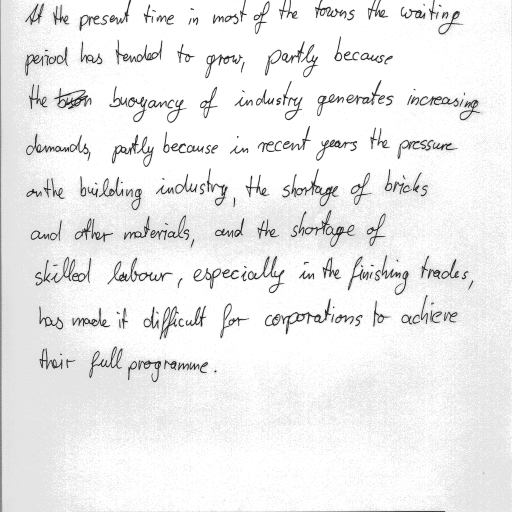 At the present time in most of the towns the waiting
period has tended to grow, partly because
the buoyancy of industry generates increasing
demands, partly because in recent years the pressure
on the building industry, the shortage of bricks
and other materials, and the shortage of
skilled labour, especially in the finishing trades,
has made it difficult for corporations to achieve
their full programme.